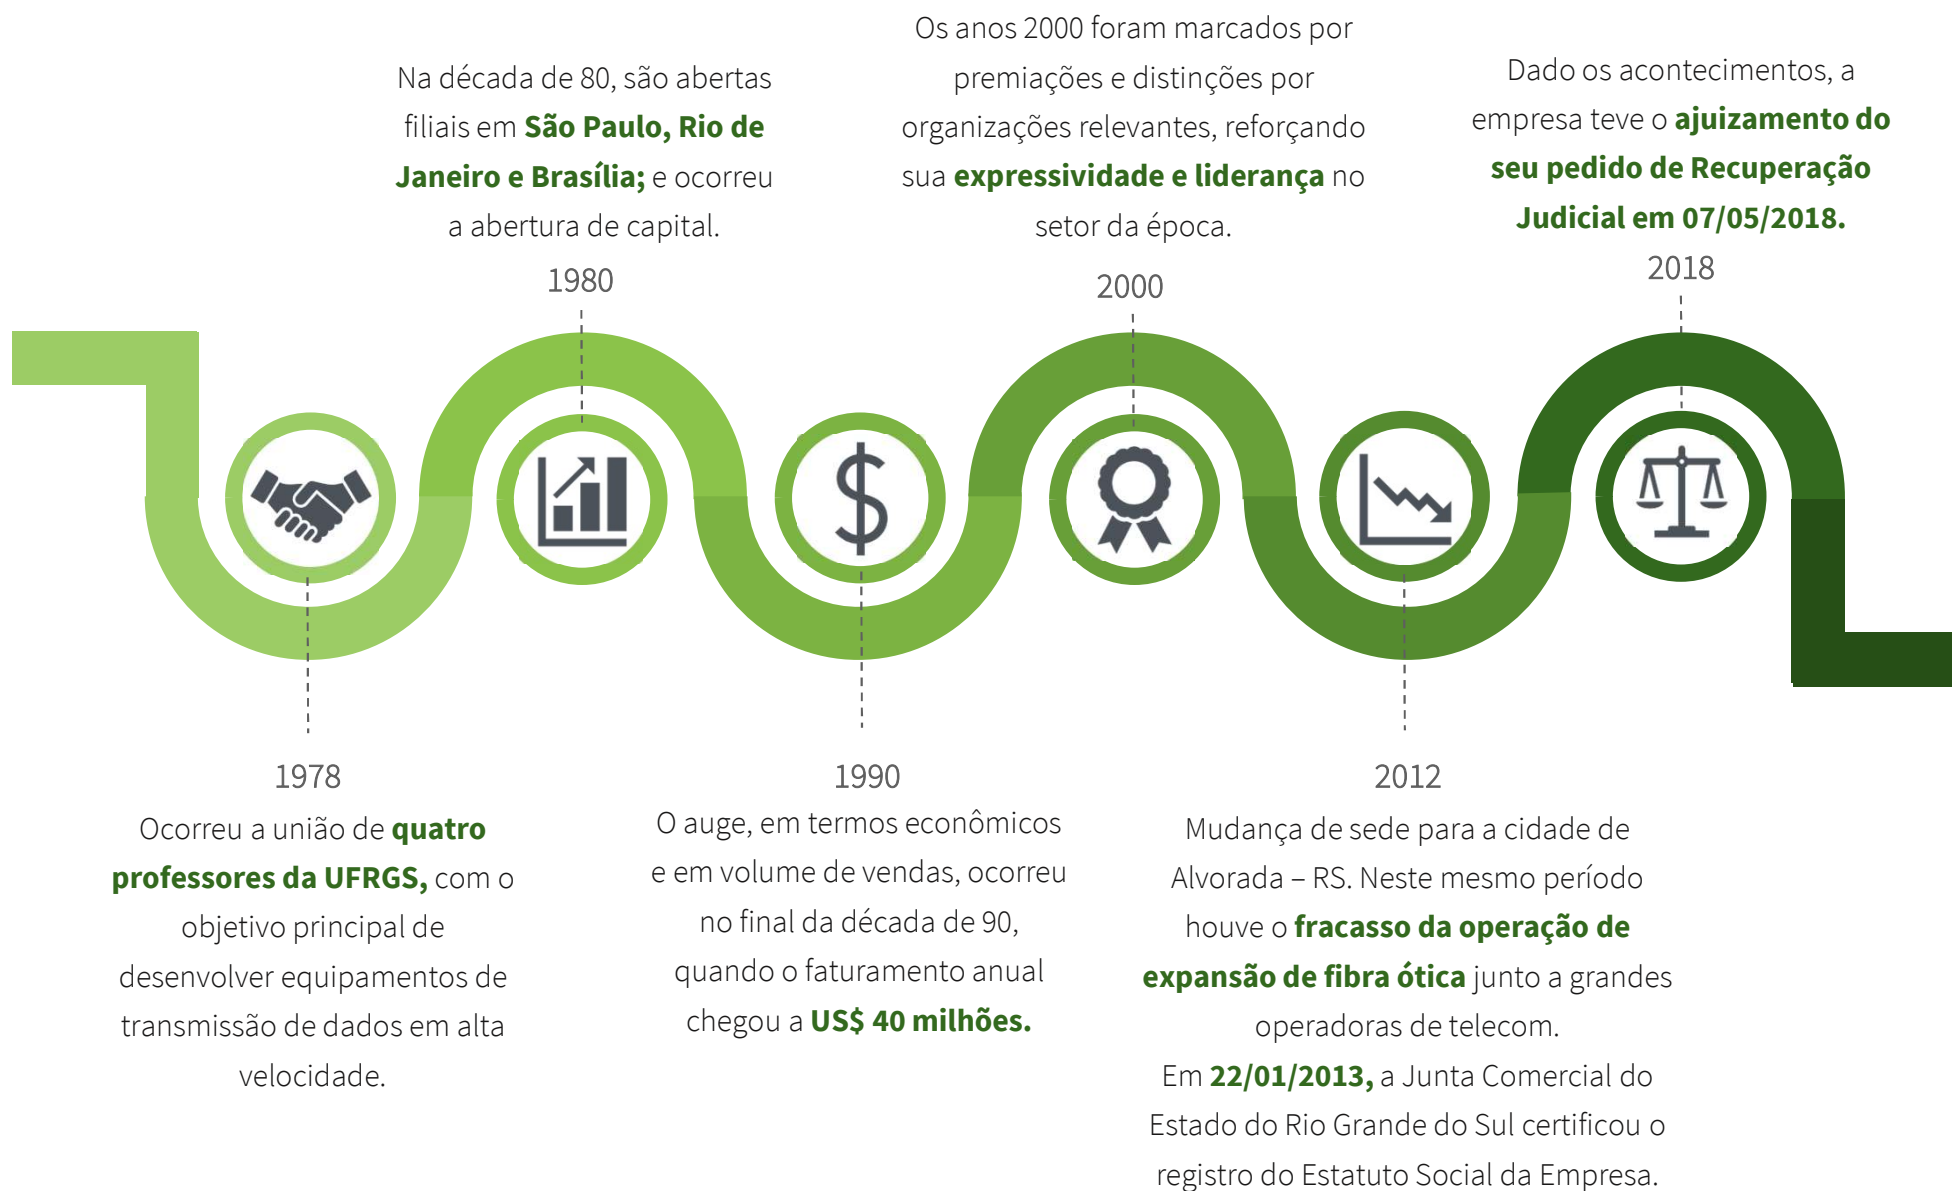 Na década de 80, são abertas
filiais em São Paulo, Rio de
Janeiro e Brasília; e ocorreu
a abertura de capital.
1980
Os anos 2000 foram marcados por
premiações e distinções por
organizações relevantes, reforçando
sua expressividade e liderança no
setor da época.
2000
Dado os acontecimentos, a
empresa teve o ajuizamento do
seu pedido de Recuperação
Judicial em 07/05/2018.
2018
1978
Ocorreu a união de quatro
professores da UFRGS, com o
objetivo principal de
desenvolver equipamentos de
transmissão de dados em alta
velocidade.
1990
O auge, em termos econômicos
e em volume de vendas, ocorreu
no final da década de 90,
quando o faturamento anual
chegou a US$ 40 milhões.
2012
Mudança de sede para a cidade de
Alvorada – RS. Neste mesmo período
houve o fracasso da operação de
expansão de fibra ótica junto a grandes
operadoras de telecom.
Em 22/01/2013, a Junta Comercial do
Estado do Rio Grande do Sul certificou o
registro do Estatuto Social da Empresa.